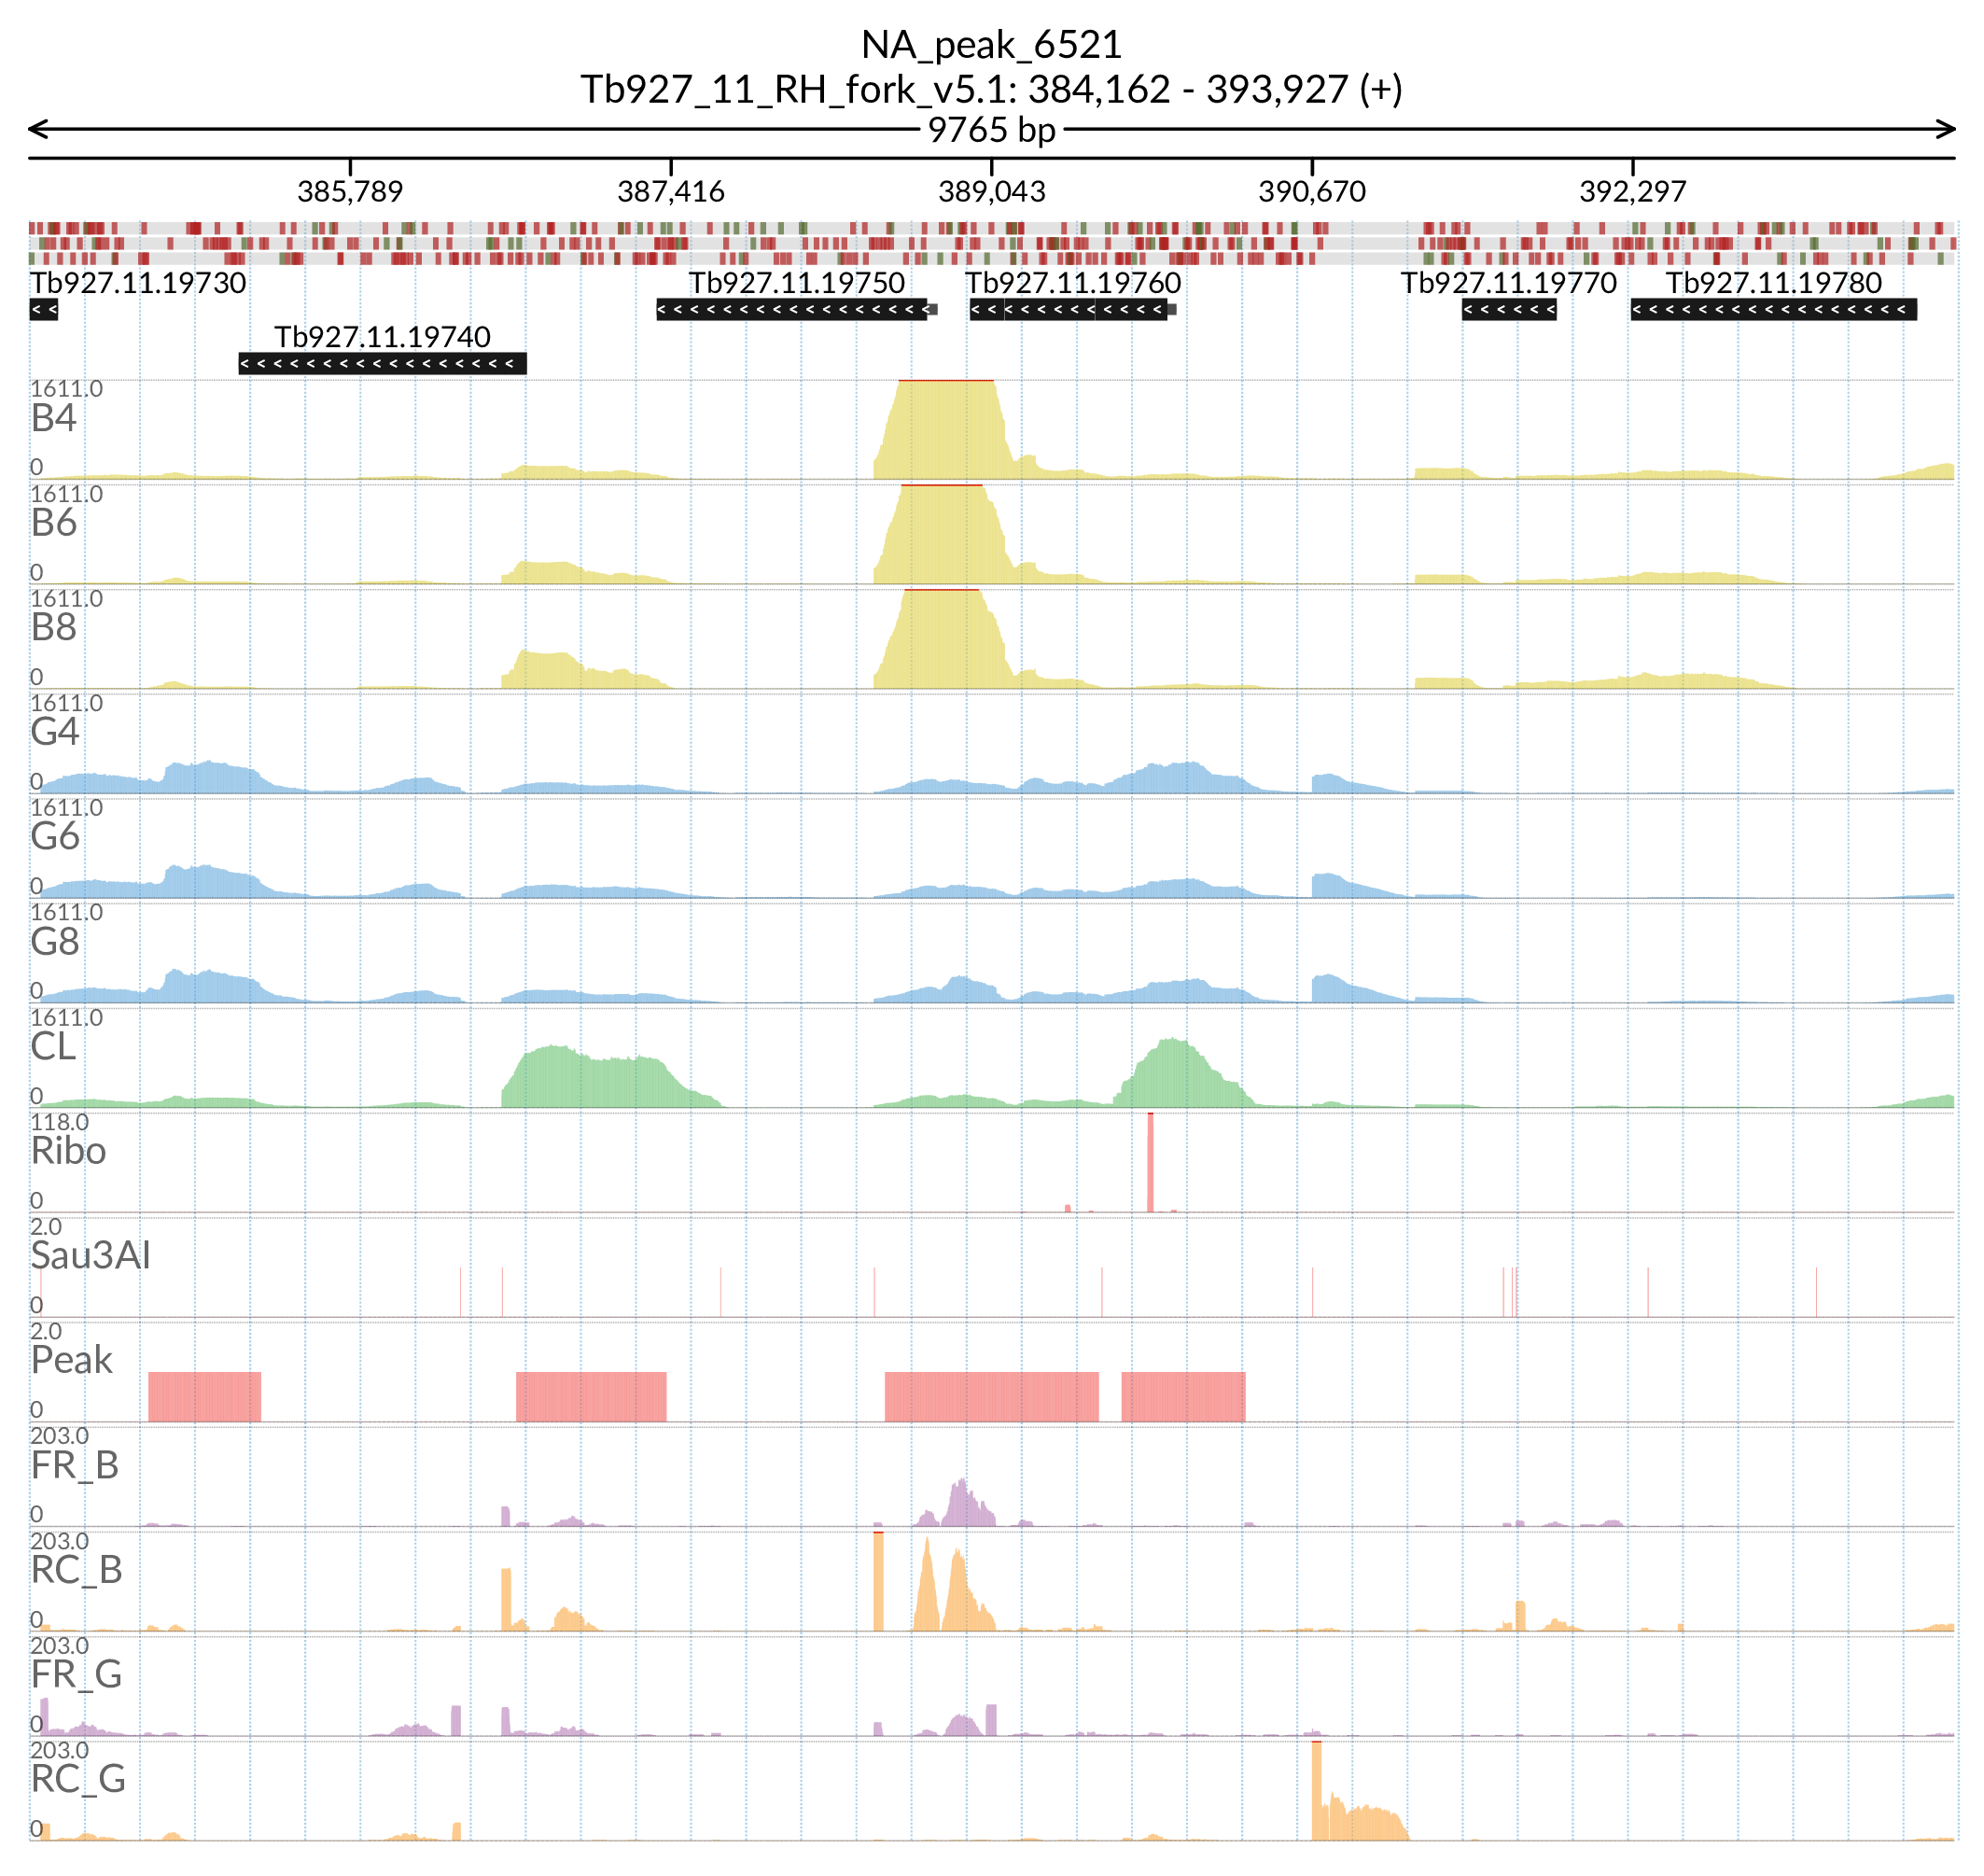 NA_peak_6521
Tb927_11_RH_fork_v5.1: 384,162 - 393,927 (+)
9765 bp
385,789 387,416 389,043 390,670 392,297
Tb927.11.19730 Tb927.11.19750 Tb927.11.19760 Tb927.11.19770 Tb927.11.19780
Tb927.11.19740
1611.0
B4
0
1611.0
B6
0
1611.0
B8
0
1611.0
G4
0
1611.0
G6
0
1611.0
G8
0
1611.0
CL
0
118.0
Ribo
0
2.0
Sau3AI
0
2.0
Peak
0
203.0
FR_B
0
203.0
RC_B
0
203.0
FR_G
0
203.0
RC_G
0